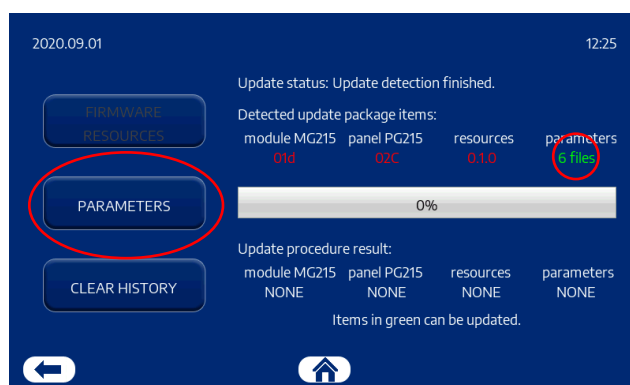 2020.09.01 12:25
Update status: Update detection finished.
FIRMWARE
RESOURCES
Detected update package items:
module MG215 panel PG215 resources parameters
01d 02C 0.1.0 6 files
PARAMETERS
0%
Update procedure result:
module MG215 panel PG215 resources parameters
NONE NONE NONE NONE
CLEAR HISTORY
Items in green can be updated.